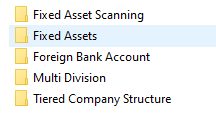 Fixed Asset Scanning
Fixed Assets
Foreign Bank Account
Multi Division
Tiered Company Structure